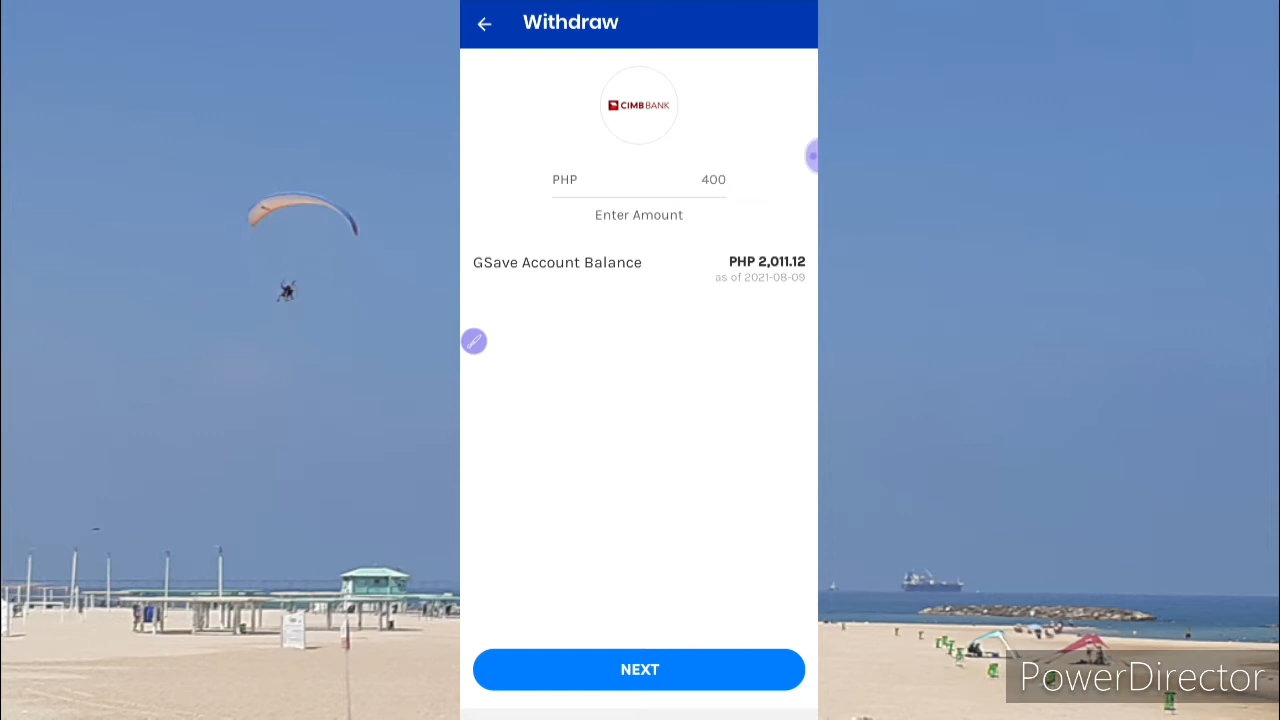 Withdraw
CIMB BANK
PHP 400
Enter Amount
GSave Account Balance PHP 2,011.12
as of 2021-08-09
NEXT
PowerDirector